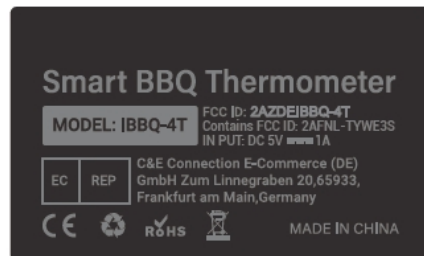 Smart BBQ Thermometer
MODEL: IBBQ-4T
FCC ID: 2AZDEIBBQ-4T
Contains FCC ID: 2AFNL-TYWE3S
IN PUT: DC 5V 1A
EC REP
C&E Connection E-Commerce (DE)
GmbH Zum Linnegraben 20,65933,
Frankfurt am Main,Germany
CE RoHS MADE IN CHINA